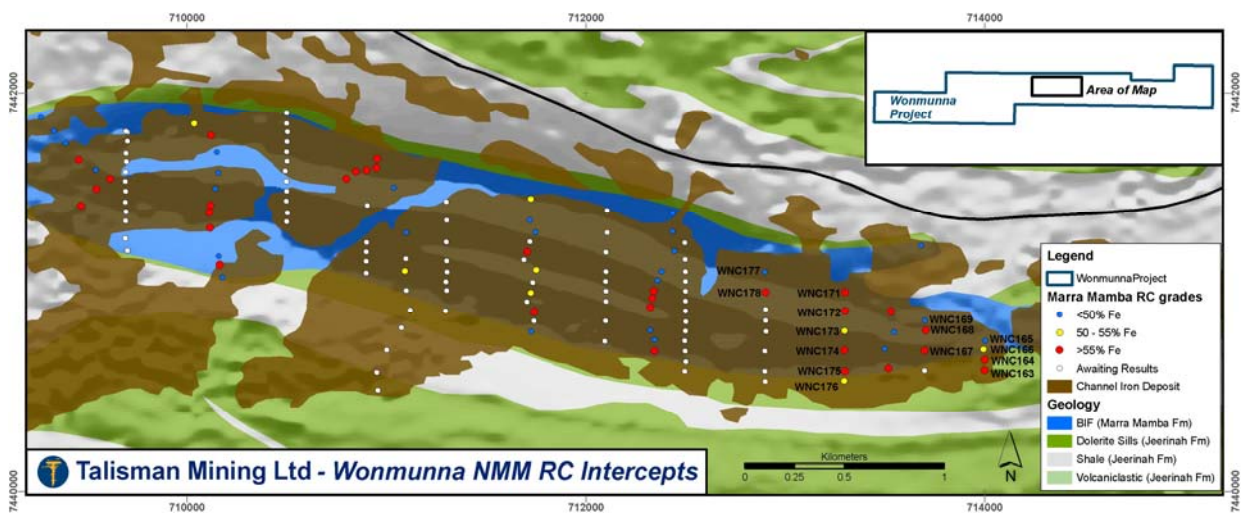 710000 712000 714000
7442000 7442000
Wonmunna
Project
Area of Map
WNC177
WNC178 WNC171
WNC172 WNC169
WNC173 WNC168 WNC165
WNC174 WNC167 WNC166
WNC164
WNC175 WNC163
WNC176
Legend
WonmunnaProject
Marra Mamba RC grades
<50% Fe
50 - 55% Fe
>55% Fe
Awaiting Results
Channel Iron Deposit
Geology
BIF (Marra Mamba Fm)
Dolerite Sills (Jeerinah Fm)
Shale (Jeerinah Fm)
Volcaniclastic (Jeerinah Fm)
Talisman Mining Ltd - Wonmunna NMM RC Intercepts
Kilometers
0 0.25 0.5 1
N
7440000 7440000
710000 712000 714000